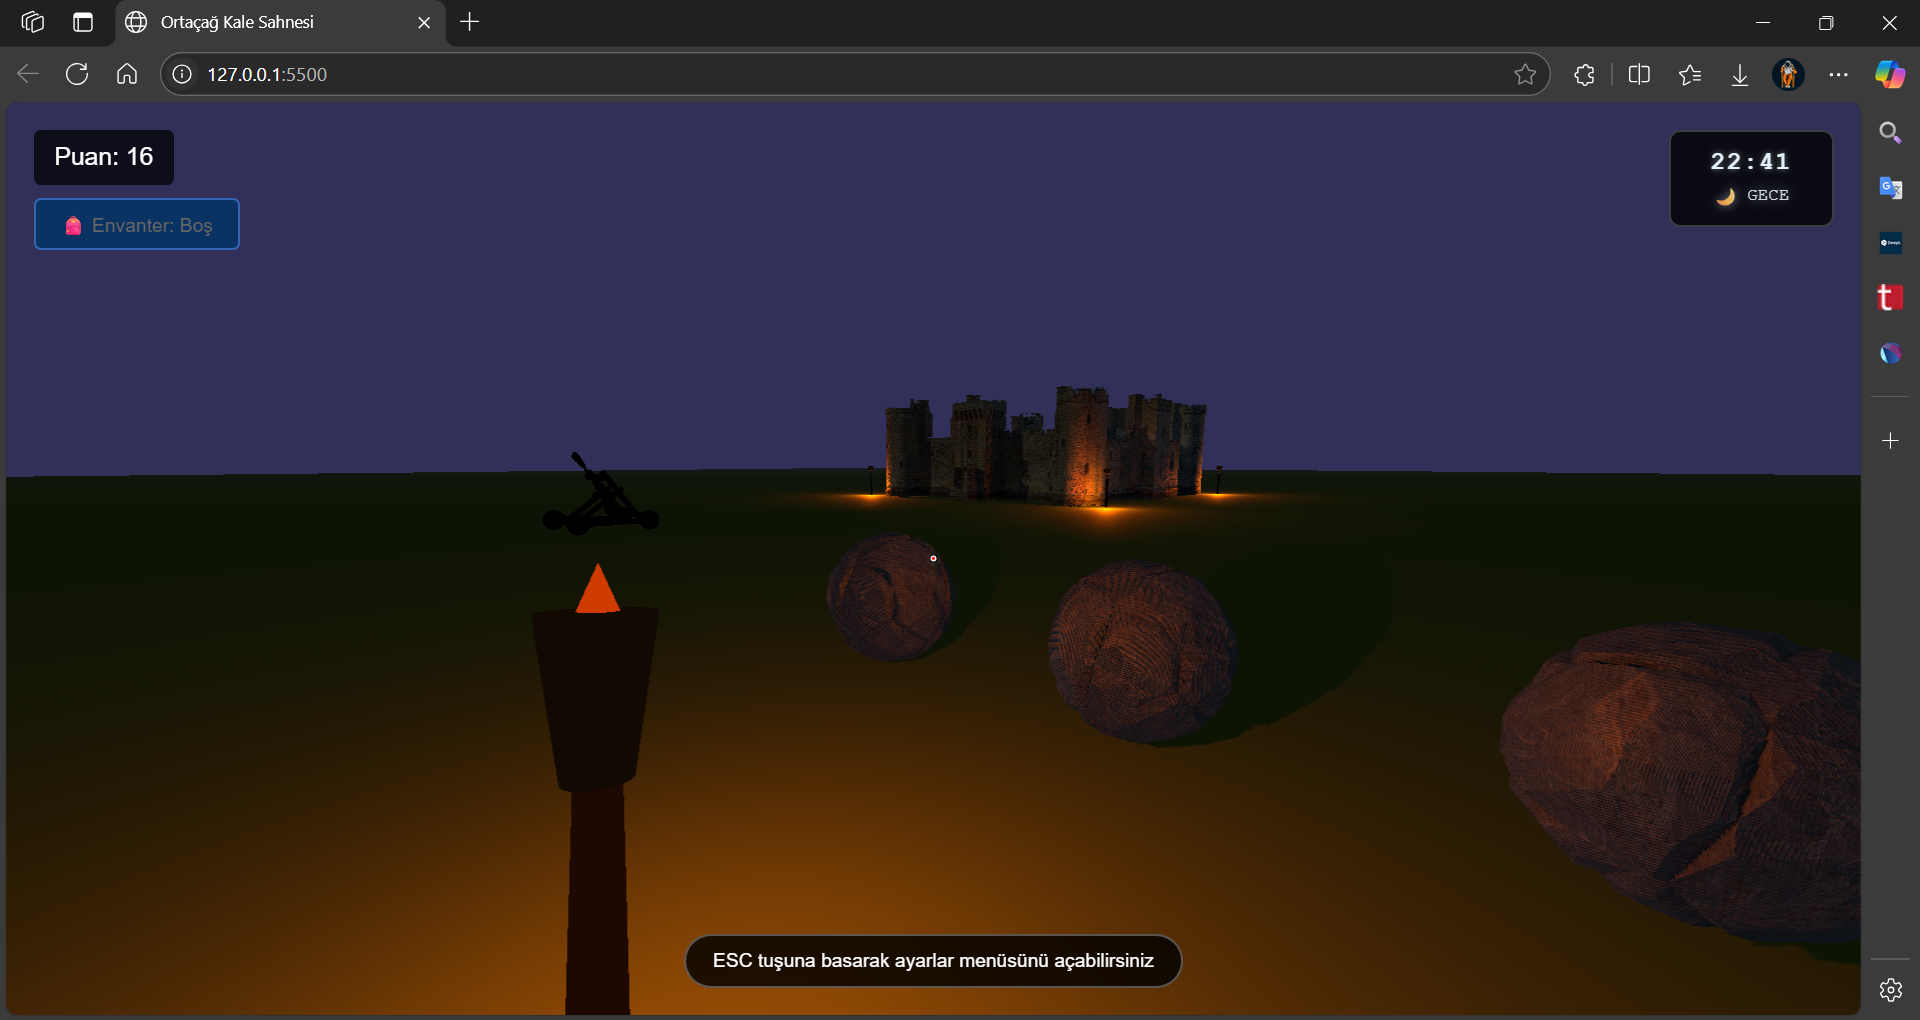 Ortaçağ Kale Sahnesi
127.0.0.1:5500
Puan: 16
Envanter: Boş
22:41
GECE
ESC tuşuna basarak ayarlar menüsünü açabilirsiniz